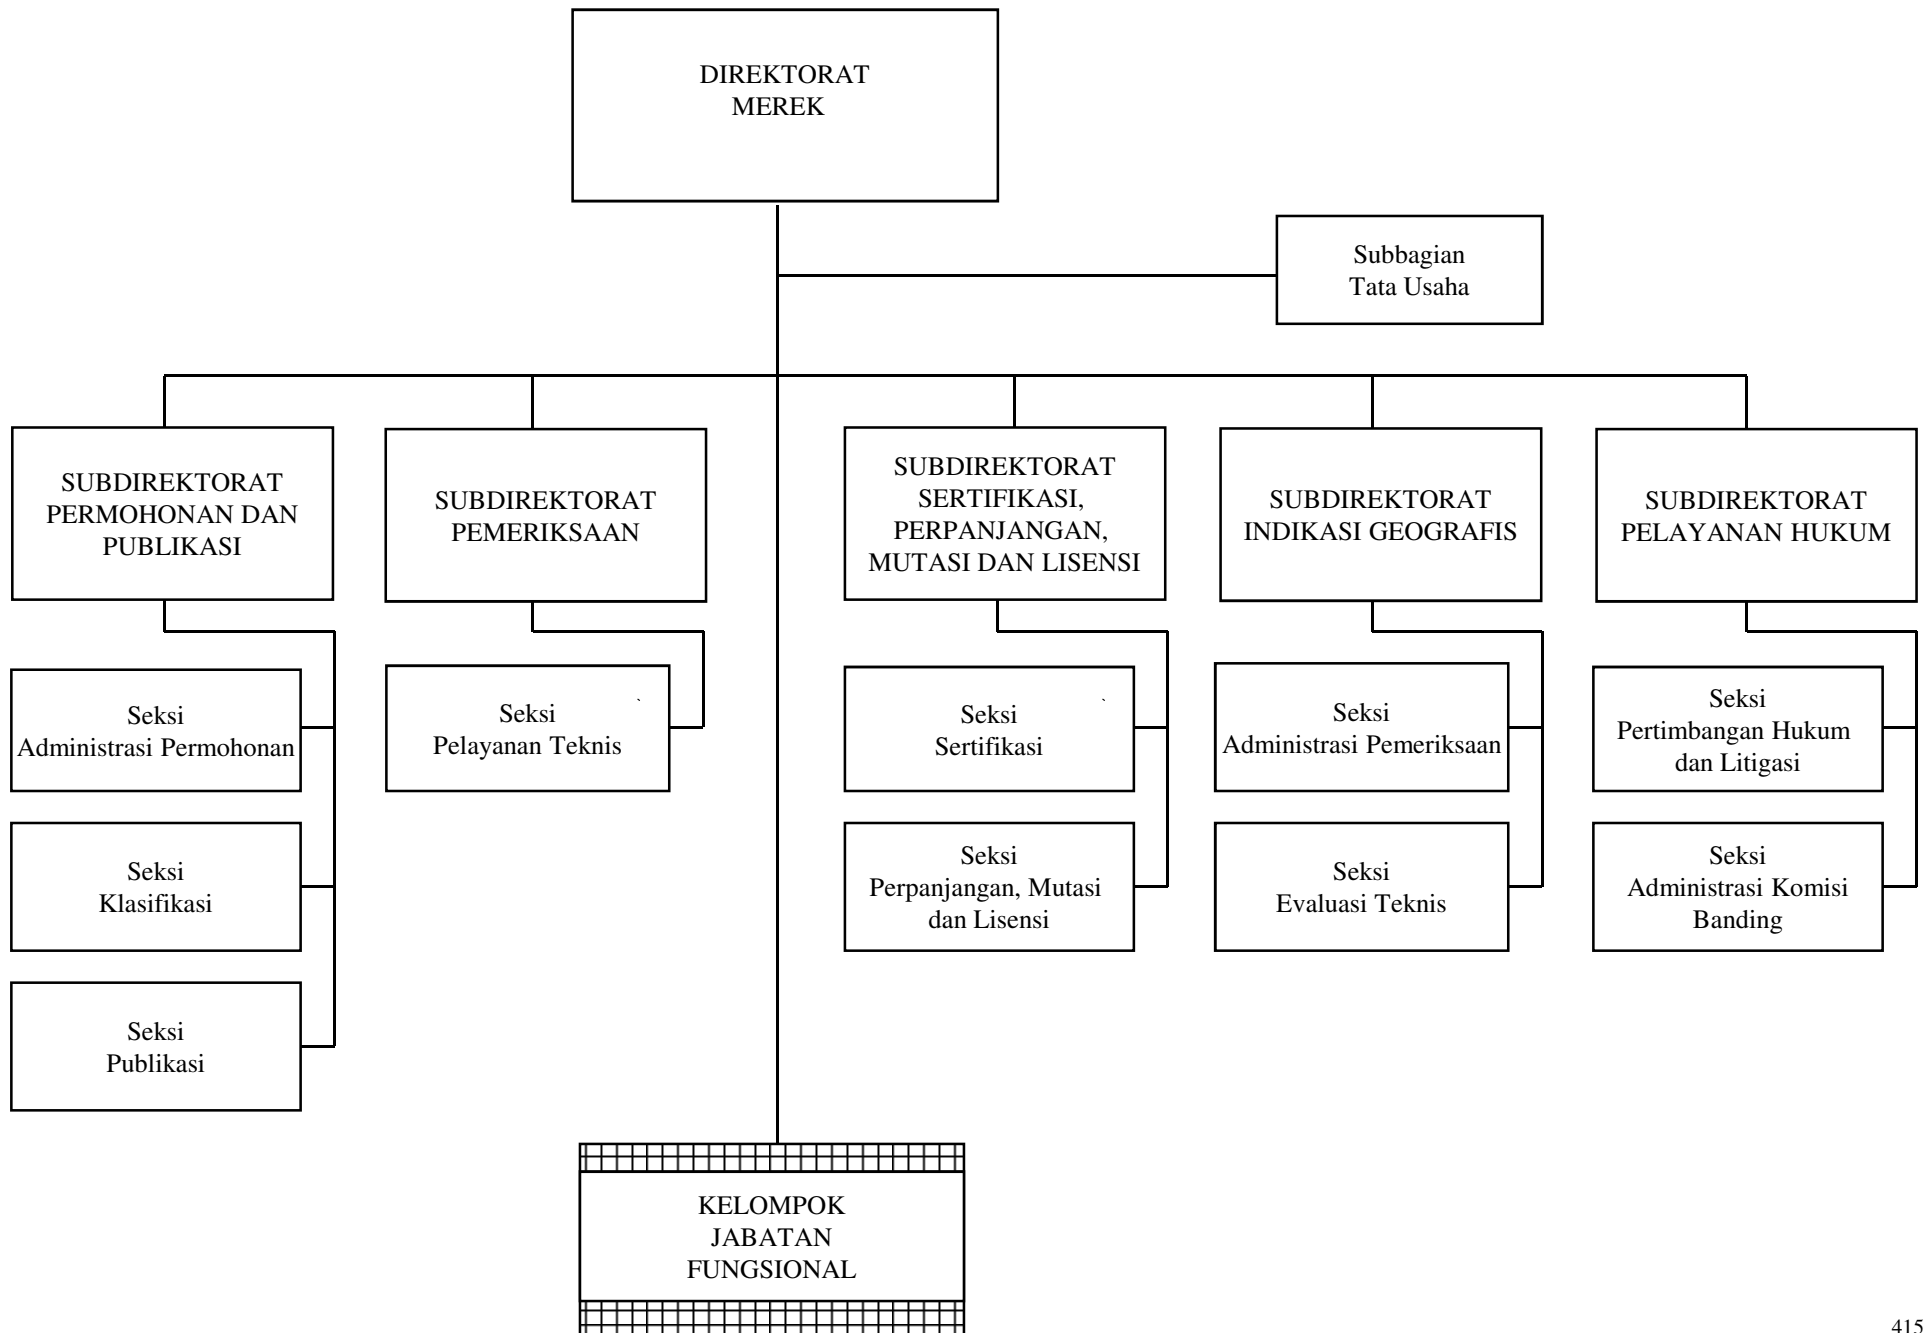 DIREKTORAT
MEREK
Subbagian
Tata Usaha
SUBDIREKTORAT
PERMOHONAN DAN
PUBLIKASI
SUBDIREKTORAT
PEMERIKSAAN
SUBDIREKTORAT
SERTIFIKASI,
PERPANJANGAN,
MUTASI DAN LISENSI
SUBDIREKTORAT
INDIKASI GEOGRAFIS
SUBDIREKTORAT
PELAYANAN HUKUM
Seksi
Administrasi Permohonan
Seksi `
Pelayanan Teknis
Seksi `
Sertifikasi
Seksi
Administrasi Pemeriksaan
Seksi
Pertimbangan Hukum
dan Litigasi
Seksi
Klasifikasi
Seksi
Perpanjangan, Mutasi
dan Lisensi
Seksi
Evaluasi Teknis
Seksi
Administrasi Komisi
Banding
Seksi
Publikasi
KELOMPOK
JABATAN
FUNGSIONAL
415